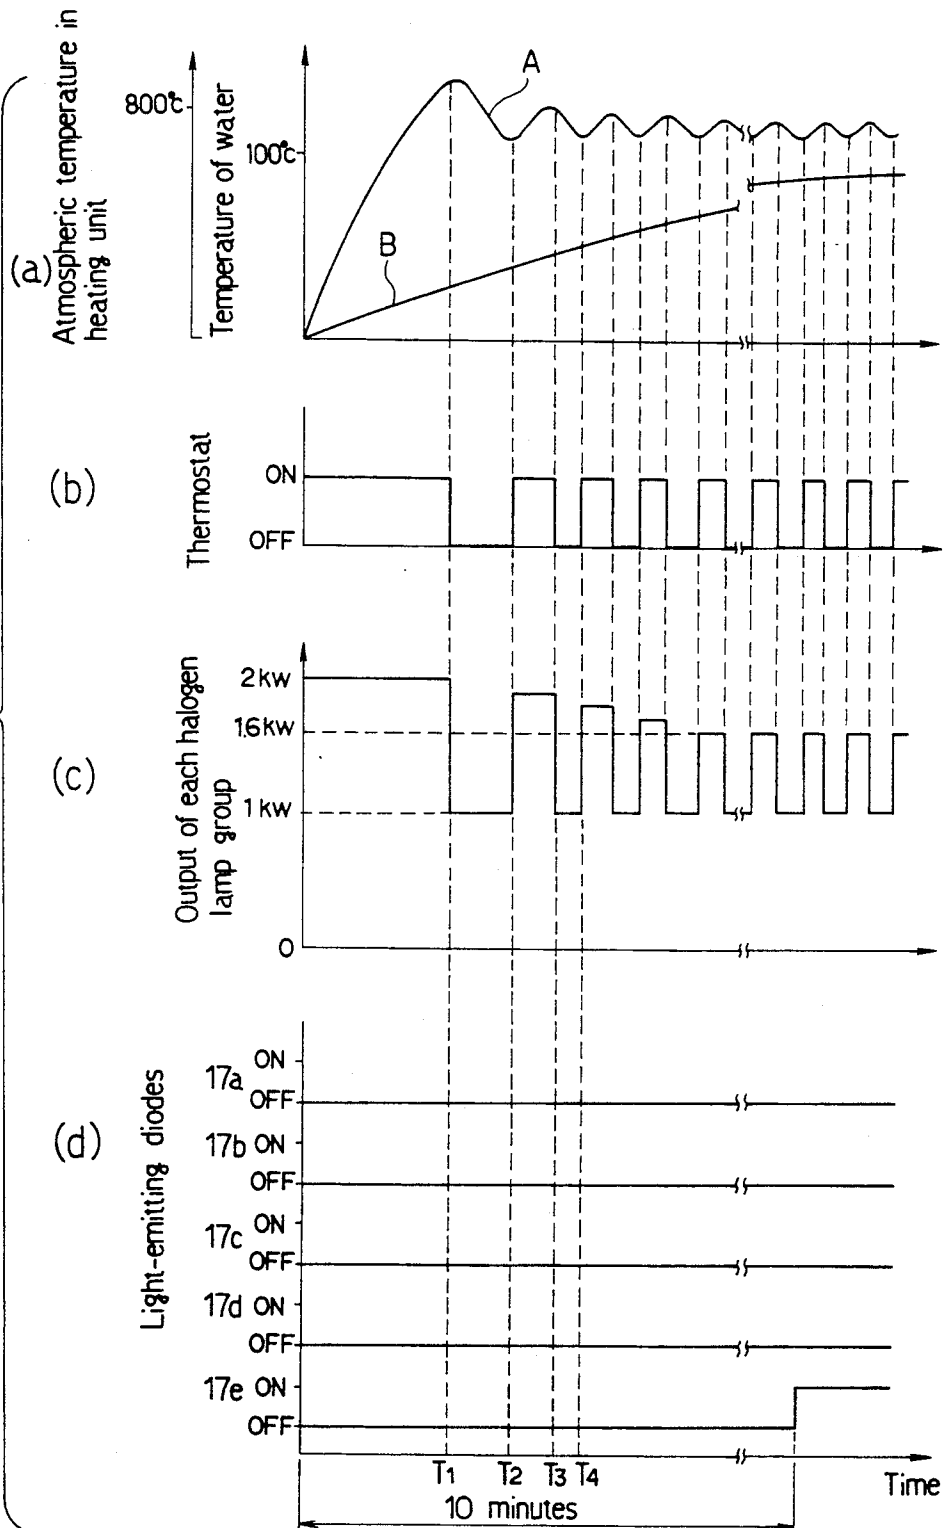 (a)
Atmospheric temperature in
heating unit
800°c
Temperature of water
100°c
A
B
(b)
Thermostat
ON
OFF
(c)
Output of each halogen
lamp group
2kw
1.6kw
1kw
0
(d)
Light-emitting diodes
17a ON
OFF
17b ON
OFF
17c ON
OFF
17d ON
OFF
17e ON
OFF
T1 T2 T3 T4
Time
10 minutes